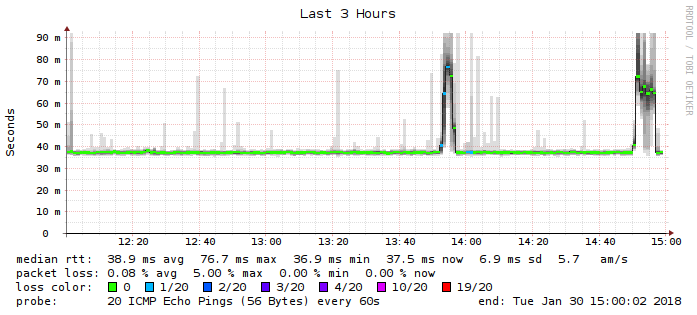 Last 3 Hours
RRDTOOL / TOBI OETIKER
Seconds
90 m
80 m
70 m
60 m
50 m
40 m
30 m
20 m
10 m
0
12:20 12:40 13:00 13:20 13:40 14:00 14:20 14:40 15:00
median rtt: 38.9 ms avg 76.7 ms max 36.9 ms min 37.5 ms now 6.9 ms sd 5.7 am/s
packet loss: 0.08 % avg 5.00 % max 0.00 % min 0.00 % now
loss color: 0 1/20 2/20 3/20 4/20 10/20 19/20
probe: 20 ICMP Echo Pings (56 Bytes) every 60s end: Tue Jan 30 15:00:02 2018